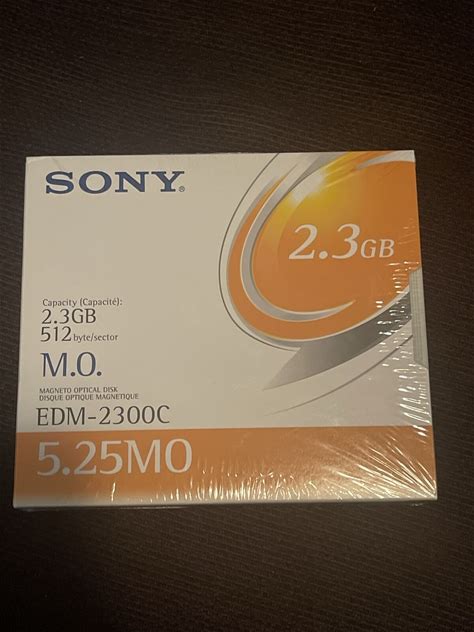 SONY®
2.3GB
Capacity (Capacité):
2.3GB
512 byte/sector
M.O.
MAGNETO OPTICAL DISK
DISQUE OPTIQUE MAGNETIQUE
EDM-2300C
5.25MO